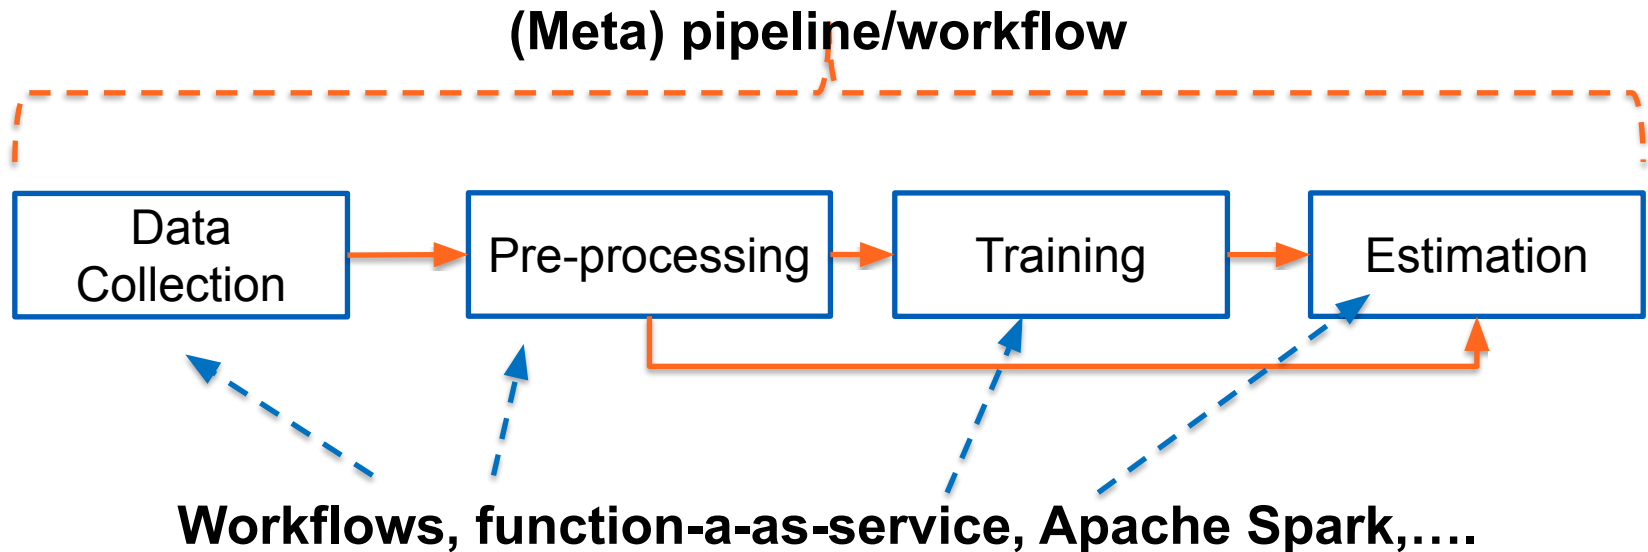 (Meta) pipeline/workflow
Data
Collection
Pre-processing
Training
Estimation
Workflows, function-a-as-service, Apache Spark,….